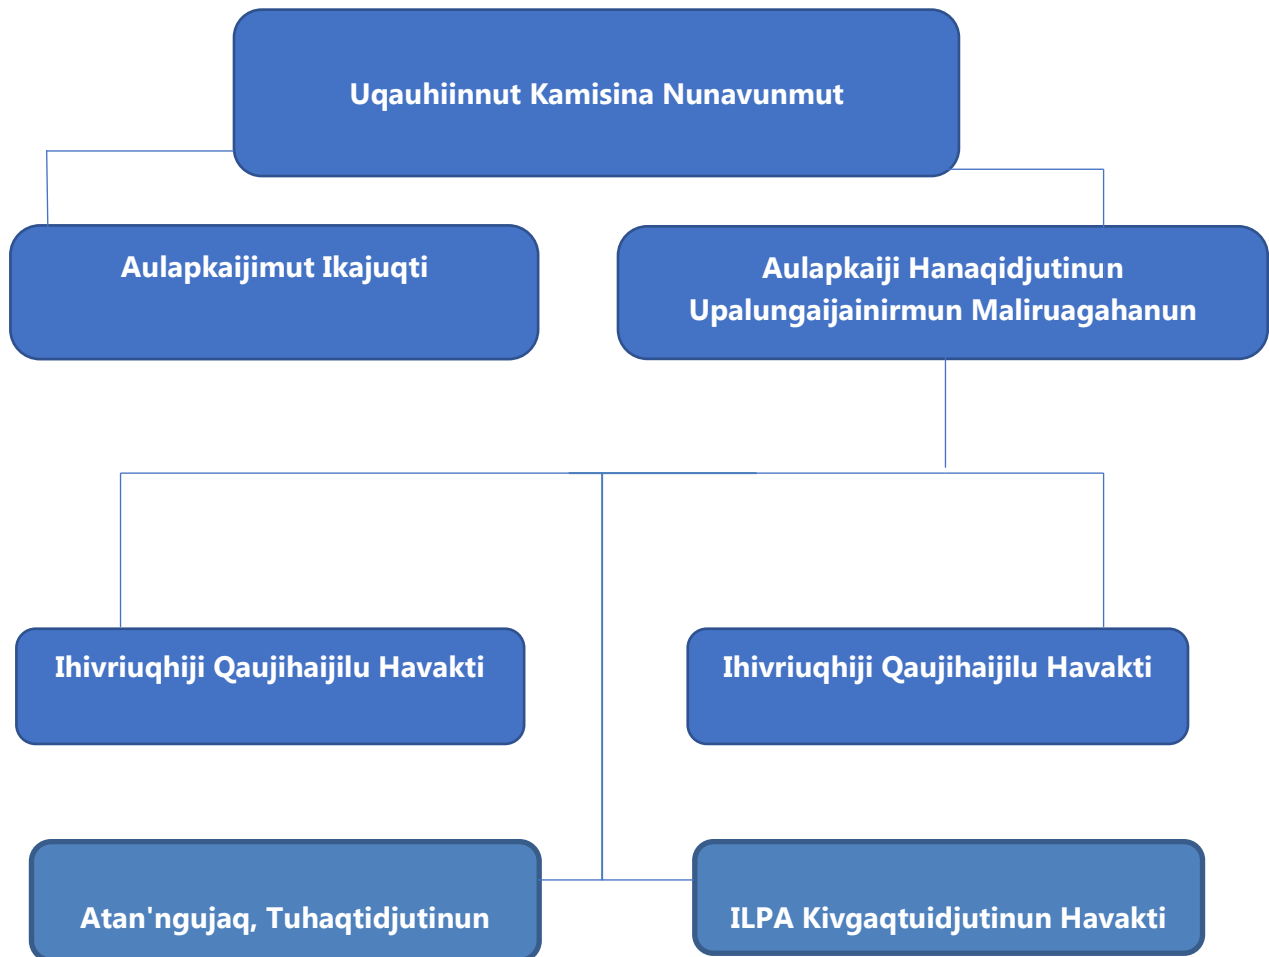 Uqauhiinnut Kamisina Nunavunmut
Aulapkaijimut Ikajuqti
Aulapkaiji Hanaqidjutinun
Upalungaijainirmun Maliruagahanun
Ihivriuqhiji Qaujihaijilu Havakti
Ihivriuqhiji Qaujihaijilu Havakti
Atan'ngujaq, Tuhaqtidjutinun
ILPA Kivgaqtuidjutinun Havakti